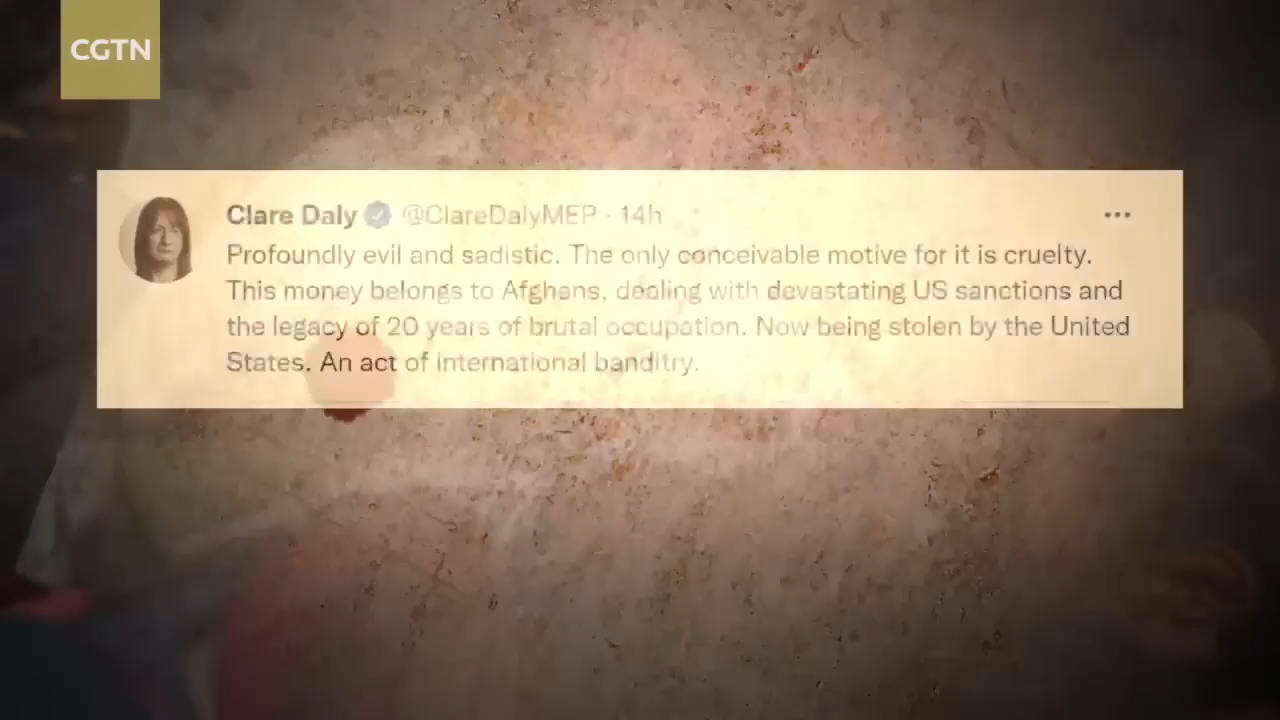 CGTN
Clare Daly @ClareDalyMEP · 14h
Profoundly evil and sadistic. The only conceivable motive for it is cruelty.
This money belongs to Afghans, dealing with devastating US sanctions and
the legacy of 20 years of brutal occupation. Now being stolen by the United
States. An act of international banditry.